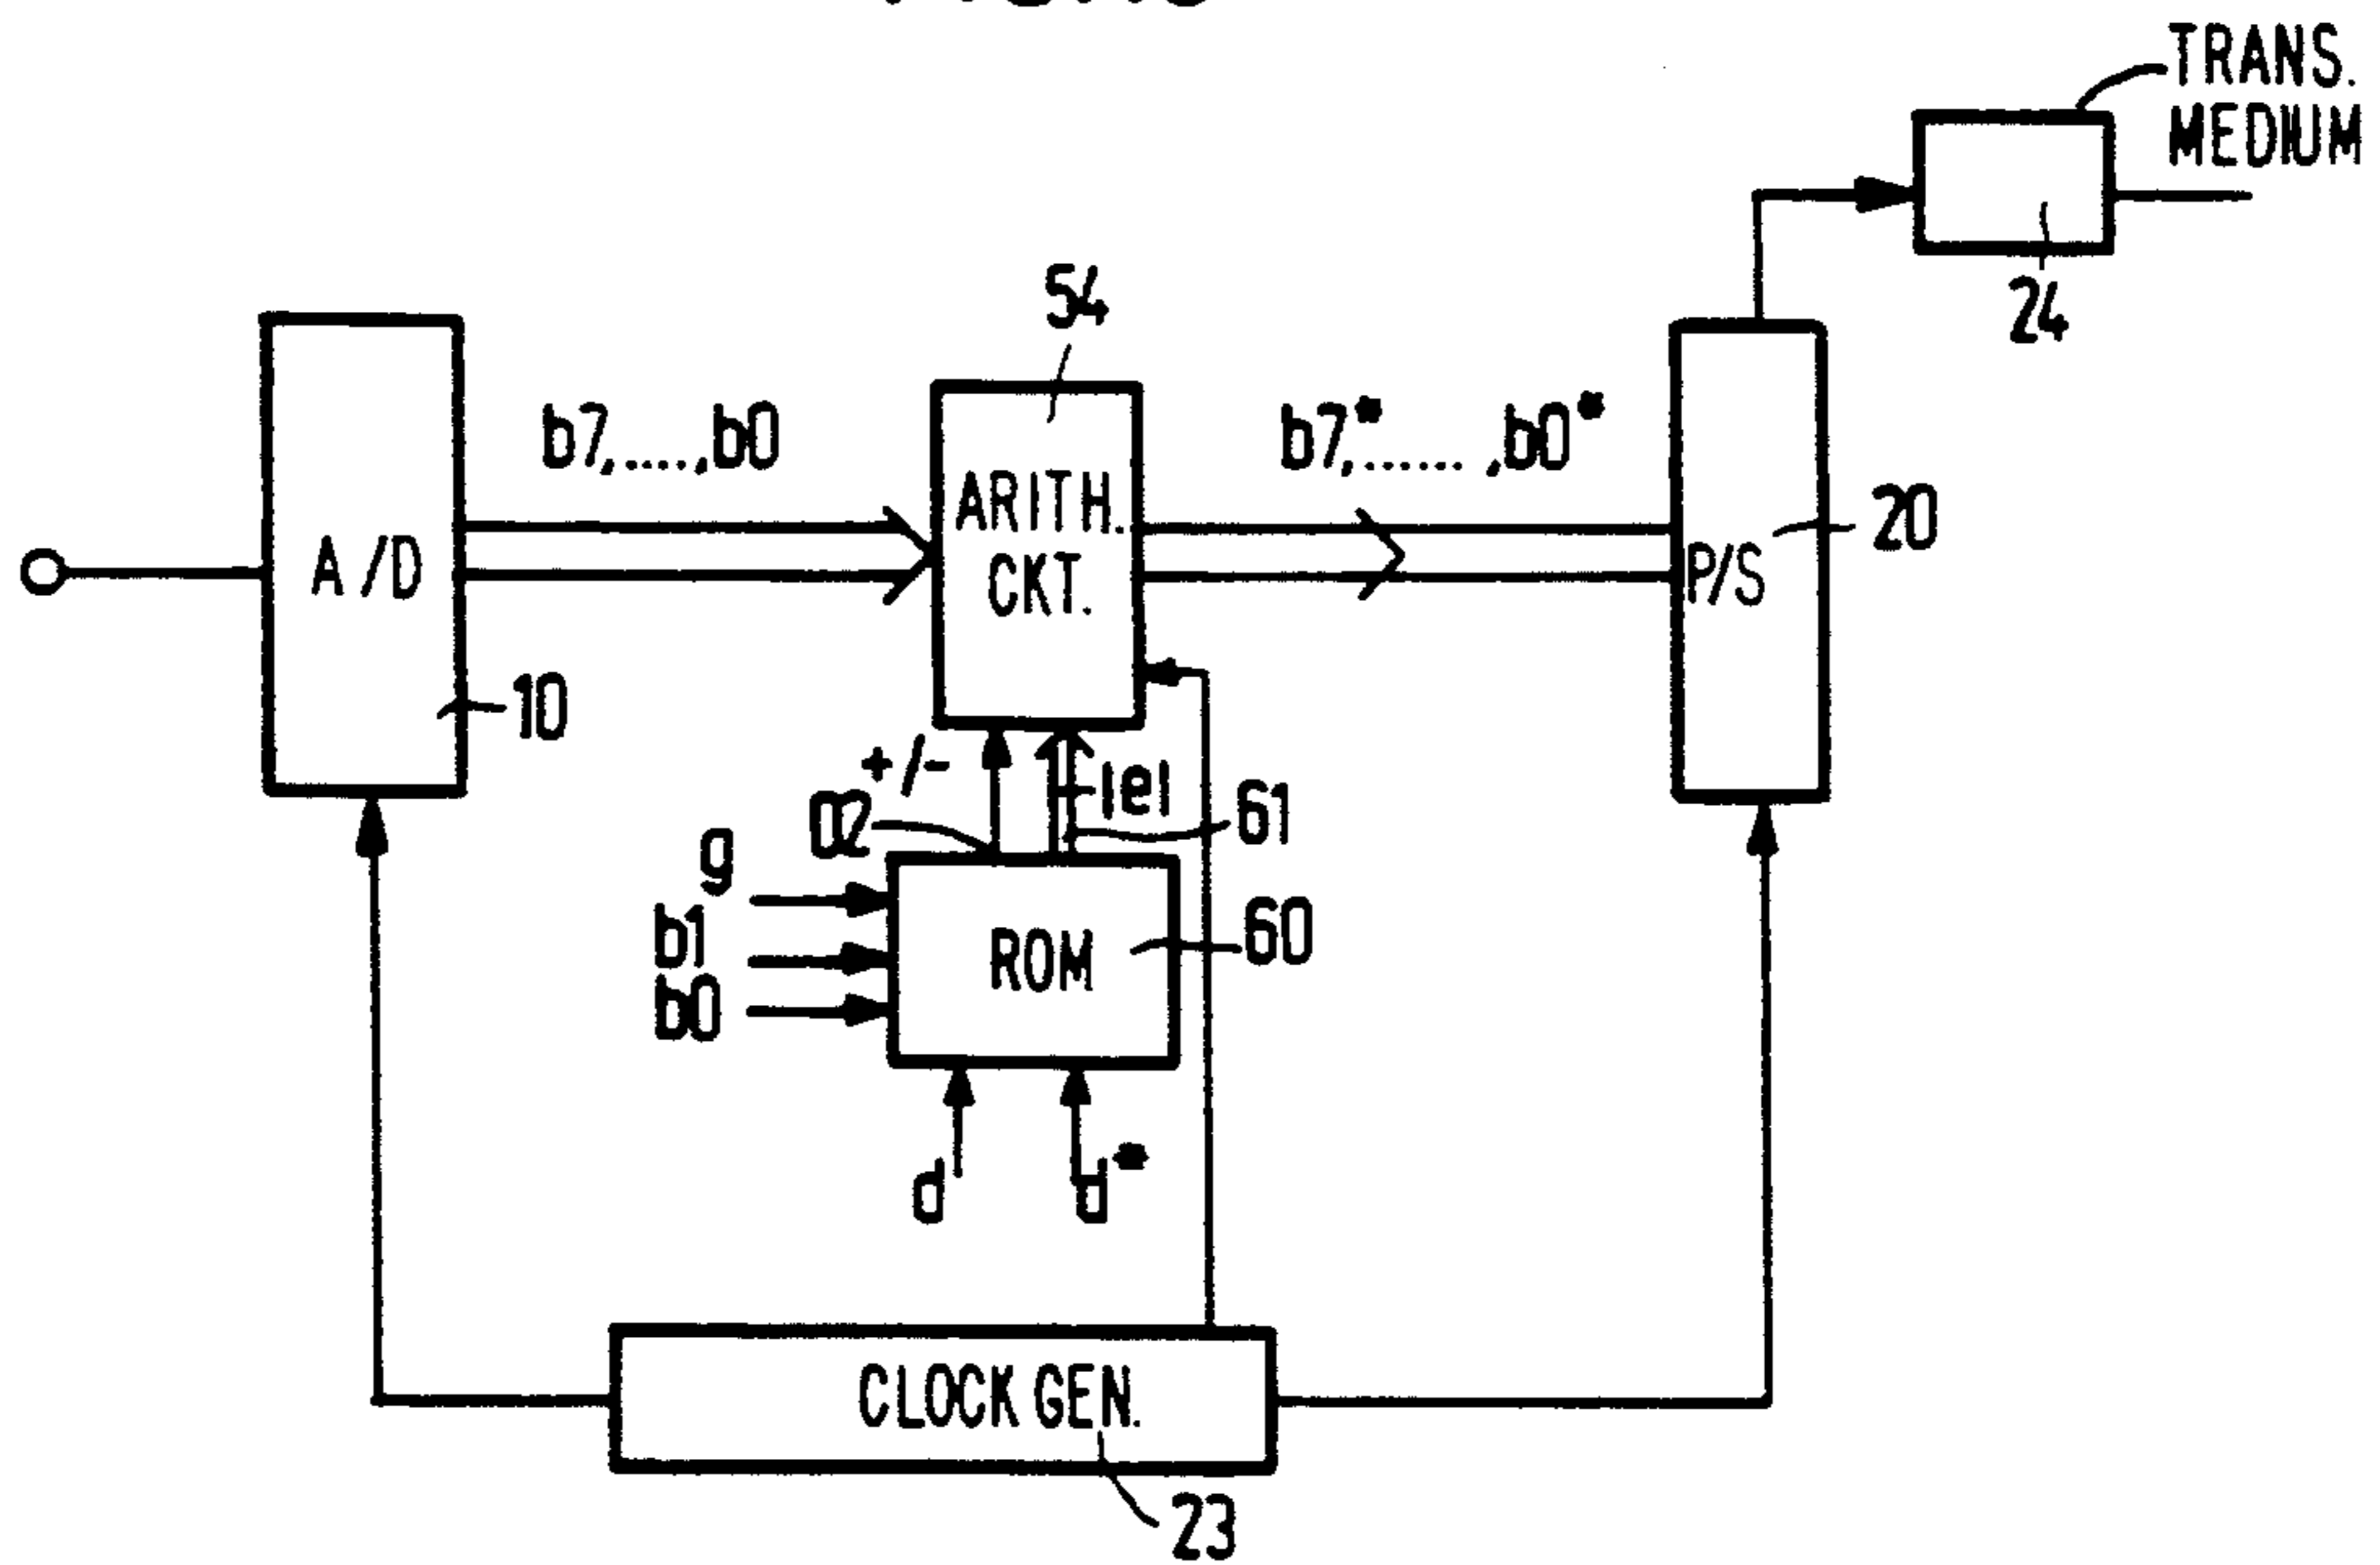 TRANS.
MEDIUM
24
54
b7,....,b0
b7*,......,b0*
A/D
ARITH.
CKT.
P/S
20
10
+/-
|e|
61
g
b1
b0
ROM
60
d
d*
CLOCK GEN.
23